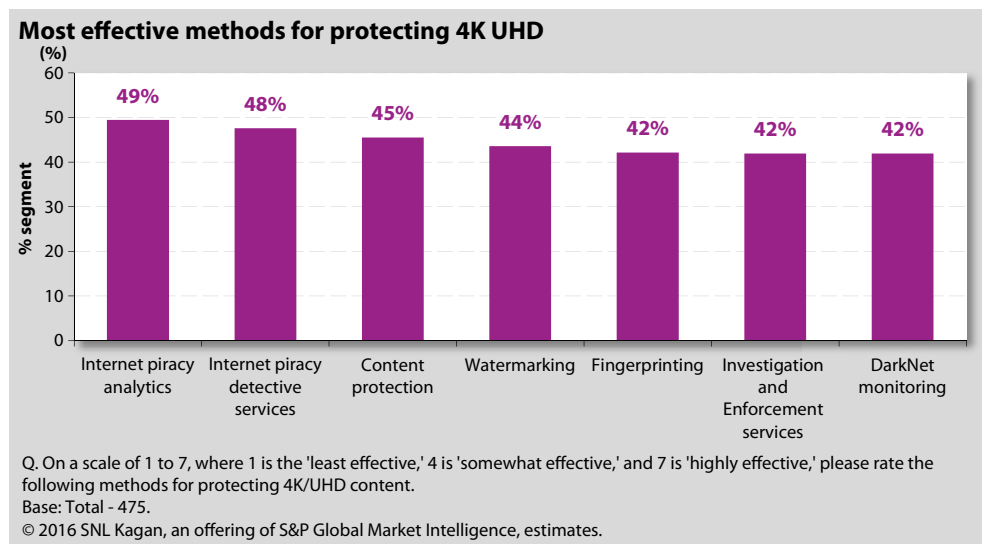 Most effective methods for protecting 4K UHD
(%)
60
50
40
30
20
10
0
% segment
49%
48%
45%
44%
42%
42%
42%
Internet piracy
analytics
Internet piracy
detective
services
Content
protection
Watermarking
Fingerprinting
Investigation
and
Enforcement
services
DarkNet
monitoring
Q. On a scale of 1 to 7, where 1 is the 'least effective,' 4 is 'somewhat effective,' and 7 is 'highly effective,' please rate the
following methods for protecting 4K/UHD content.
Base: Total - 475.
© 2016 SNL Kagan, an offering of S&P Global Market Intelligence, estimates.